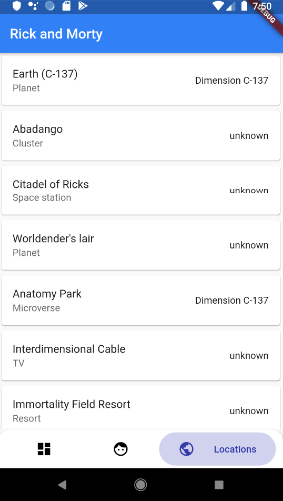 7:50
DEBUG
Rick and Morty
Earth (C-137)
Planet
Dimension C-137
Abadango
Cluster
unknown
Citadel of Ricks
Space station
unknown
Worldender's lair
Planet
unknown
Anatomy Park
Microverse
Dimension C-137
Interdimensional Cable
TV
unknown
Immortality Field Resort
Resort
unknown
Locations